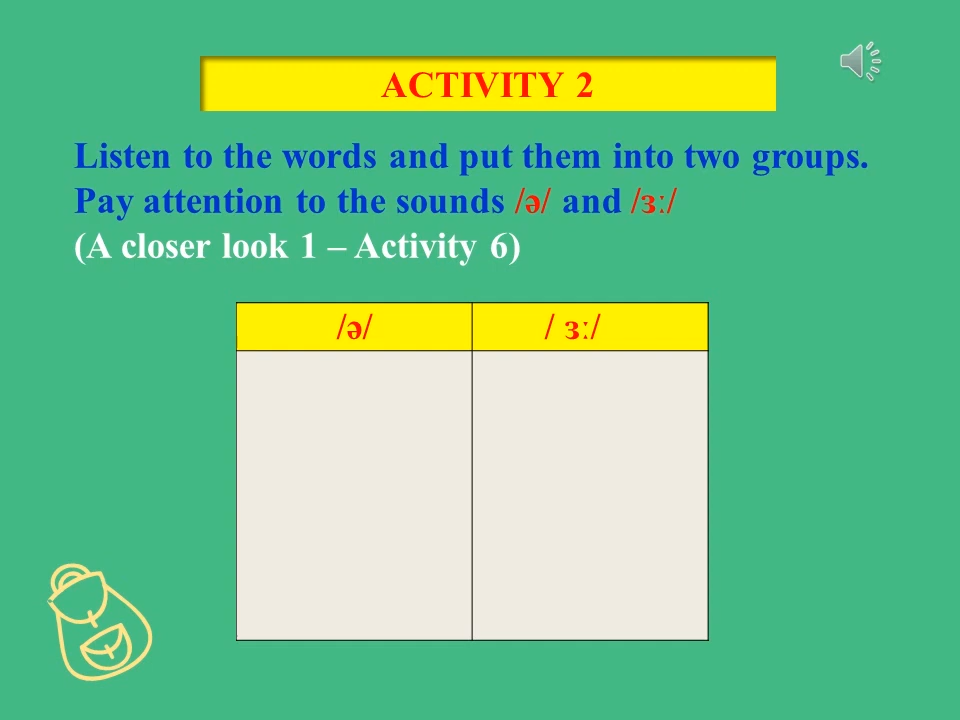 ACTIVITY 2
Listen to the words and put them into two groups.
Pay attention to the sounds /ə/ and /ɜː/
(A closer look 1 – Activity 6)
/ə/
/ ɜː/